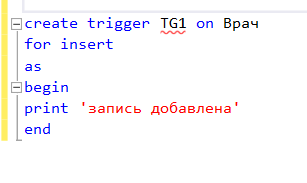 create trigger TG1 on Врач
for insert
as
begin
print 'запись добавлена'
end